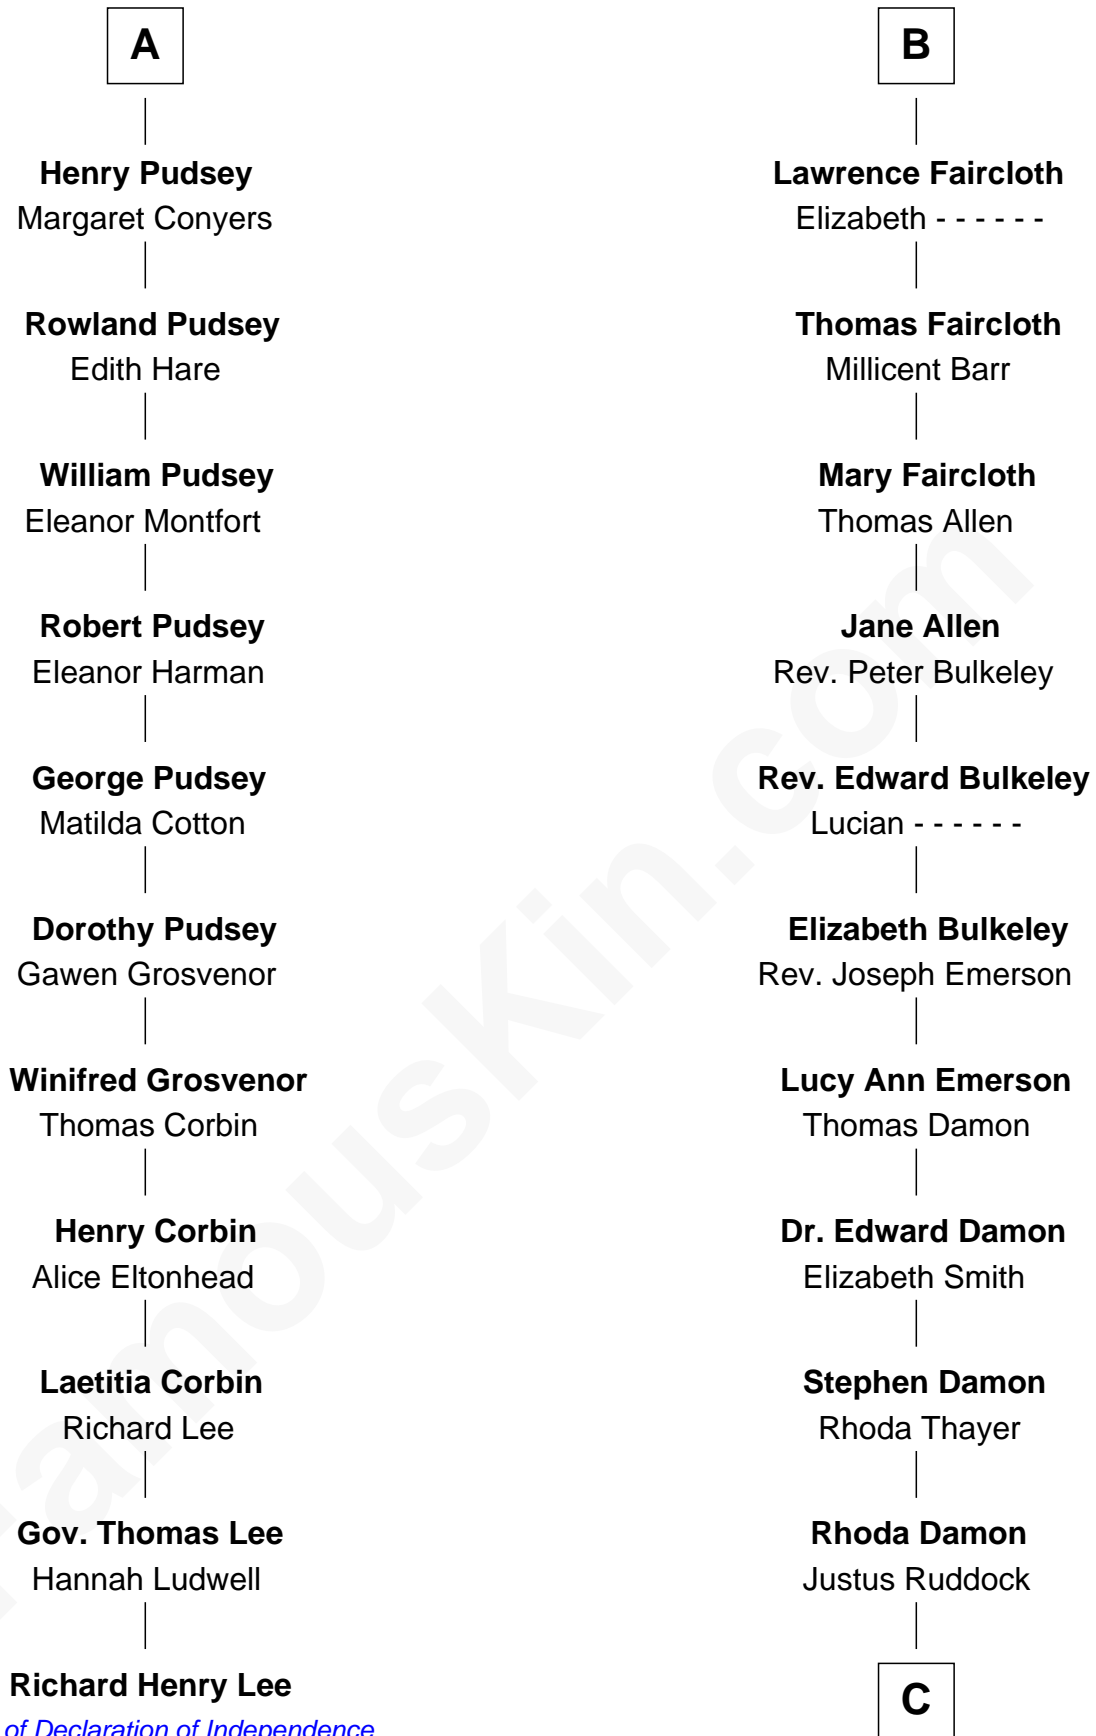 A
Henry Pudsey
Margaret Conyers
Rowland Pudsey
Edith Hare
William Pudsey
Eleanor Montfort
Robert Pudsey
Eleanor Harman
George Pudsey
Matilda Cotton
Dorothy Pudsey
Gawen Grosvenor
Winifred Grosvenor
Thomas Corbin
Henry Corbin
Alice Eltonhead
Laetitia Corbin
Richard Lee
Gov. Thomas Lee
Hannah Ludwell
Richard Henry Lee
of Declaration of Independence
B
Lawrence Faircloth
Elizabeth - - - - - -
Thomas Faircloth
Millicent Barr
Mary Faircloth
Thomas Allen
Jane Allen
Rev. Peter Bulkeley
Rev. Edward Bulkeley
Lucian - - - - - -
Elizabeth Bulkeley
Rev. Joseph Emerson
Lucy Ann Emerson
Thomas Damon
Dr. Edward Damon
Elizabeth Smith
Stephen Damon
Rhoda Thayer
Rhoda Damon
Justus Ruddock
C
FamousKin.com